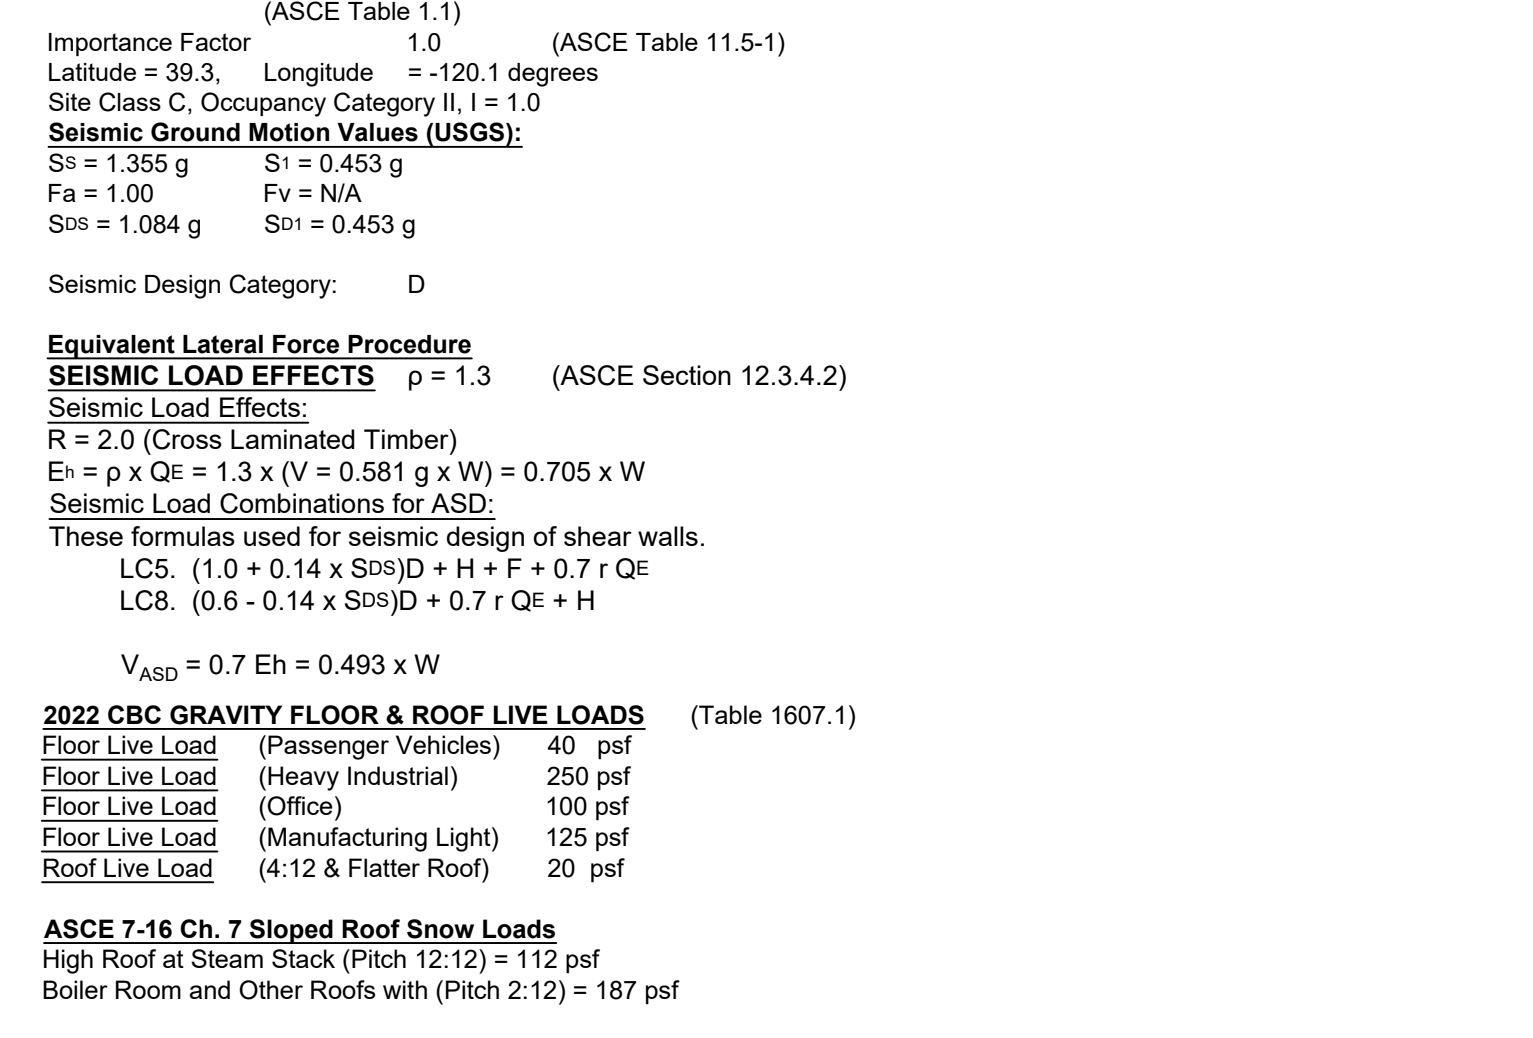 (ASCE Table 1.1)
Importance Factor 1.0 (ASCE Table 11.5-1)
Latitude = 39.3, Longitude = -120.1 degrees
Site Class C, Occupancy Category II, I = 1.0
Seismic Ground Motion Values (USGS):
SS = 1.355 g S1 = 0.453 g
Fa = 1.00 Fv = N/A
SDS = 1.084 g SD1 = 0.453 g
Seismic Design Category: D
Equivalent Lateral Force Procedure
SEISMIC LOAD EFFECTS ρ = 1.3 (ASCE Section 12.3.4.2)
Seismic Load Effects:
R = 2.0 (Cross Laminated Timber)
Eh = ρ x QE = 1.3 x (V = 0.581 g x W) = 0.705 x W
Seismic Load Combinations for ASD:
These formulas used for seismic design of shear walls.
LC5. (1.0 + 0.14 x SDS)D + H + F + 0.7 r QE
LC8. (0.6 - 0.14 x SDS)D + 0.7 r QE + H
VASD = 0.7 Eh = 0.493 x W
2022 CBC GRAVITY FLOOR & ROOF LIVE LOADS (Table 1607.1)
Floor Live Load (Passenger Vehicles) 40 psf
Floor Live Load (Heavy Industrial) 250 psf
Floor Live Load (Office) 100 psf
Floor Live Load (Manufacturing Light) 125 psf
Roof Live Load (4:12 & Flatter Roof) 20 psf
ASCE 7-16 Ch. 7 Sloped Roof Snow Loads
High Roof at Steam Stack (Pitch 12:12) = 112 psf
Boiler Room and Other Roofs with (Pitch 2:12) = 187 psf